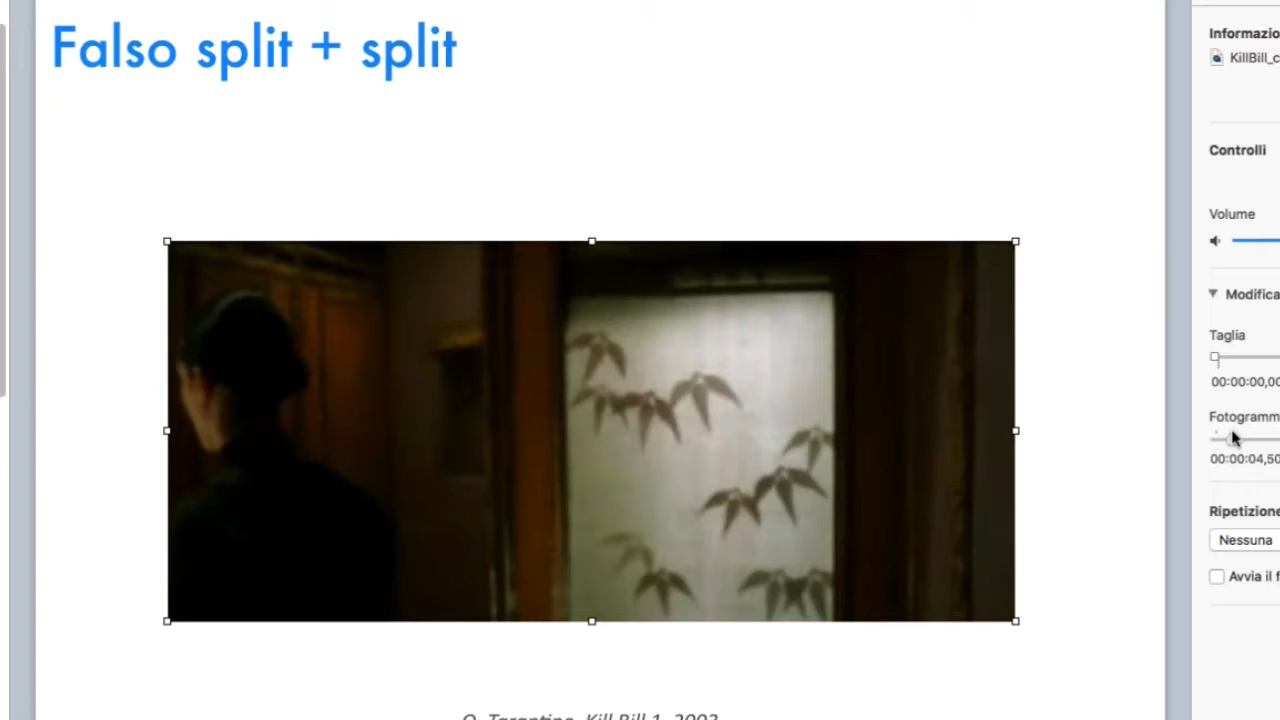 Falso split + split
Q. Tarantino, Kill Bill 1, 2003
Informazio
KillBill_c
Controlli
Volume
Modifica
Taglia
00:00:00,00
Fotogramm
00:00:04,50
Ripetizione
Nessuna
Avvia il f